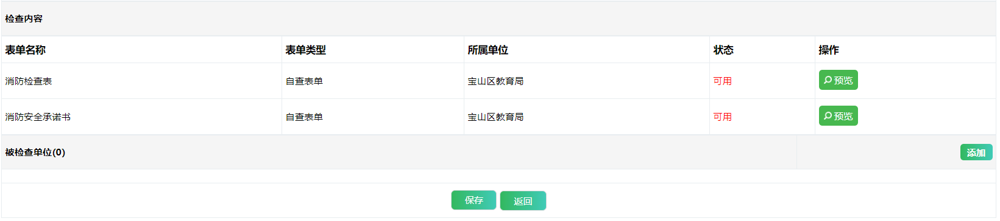 检查内容
表单名称 表单类型 所属单位 状态 操作
消防检查表 自查表单 宝山区教育局 可用 预览
消防安全承诺书 自查表单 宝山区教育局 可用 预览
被检查单位(0) 添加
保存 返回